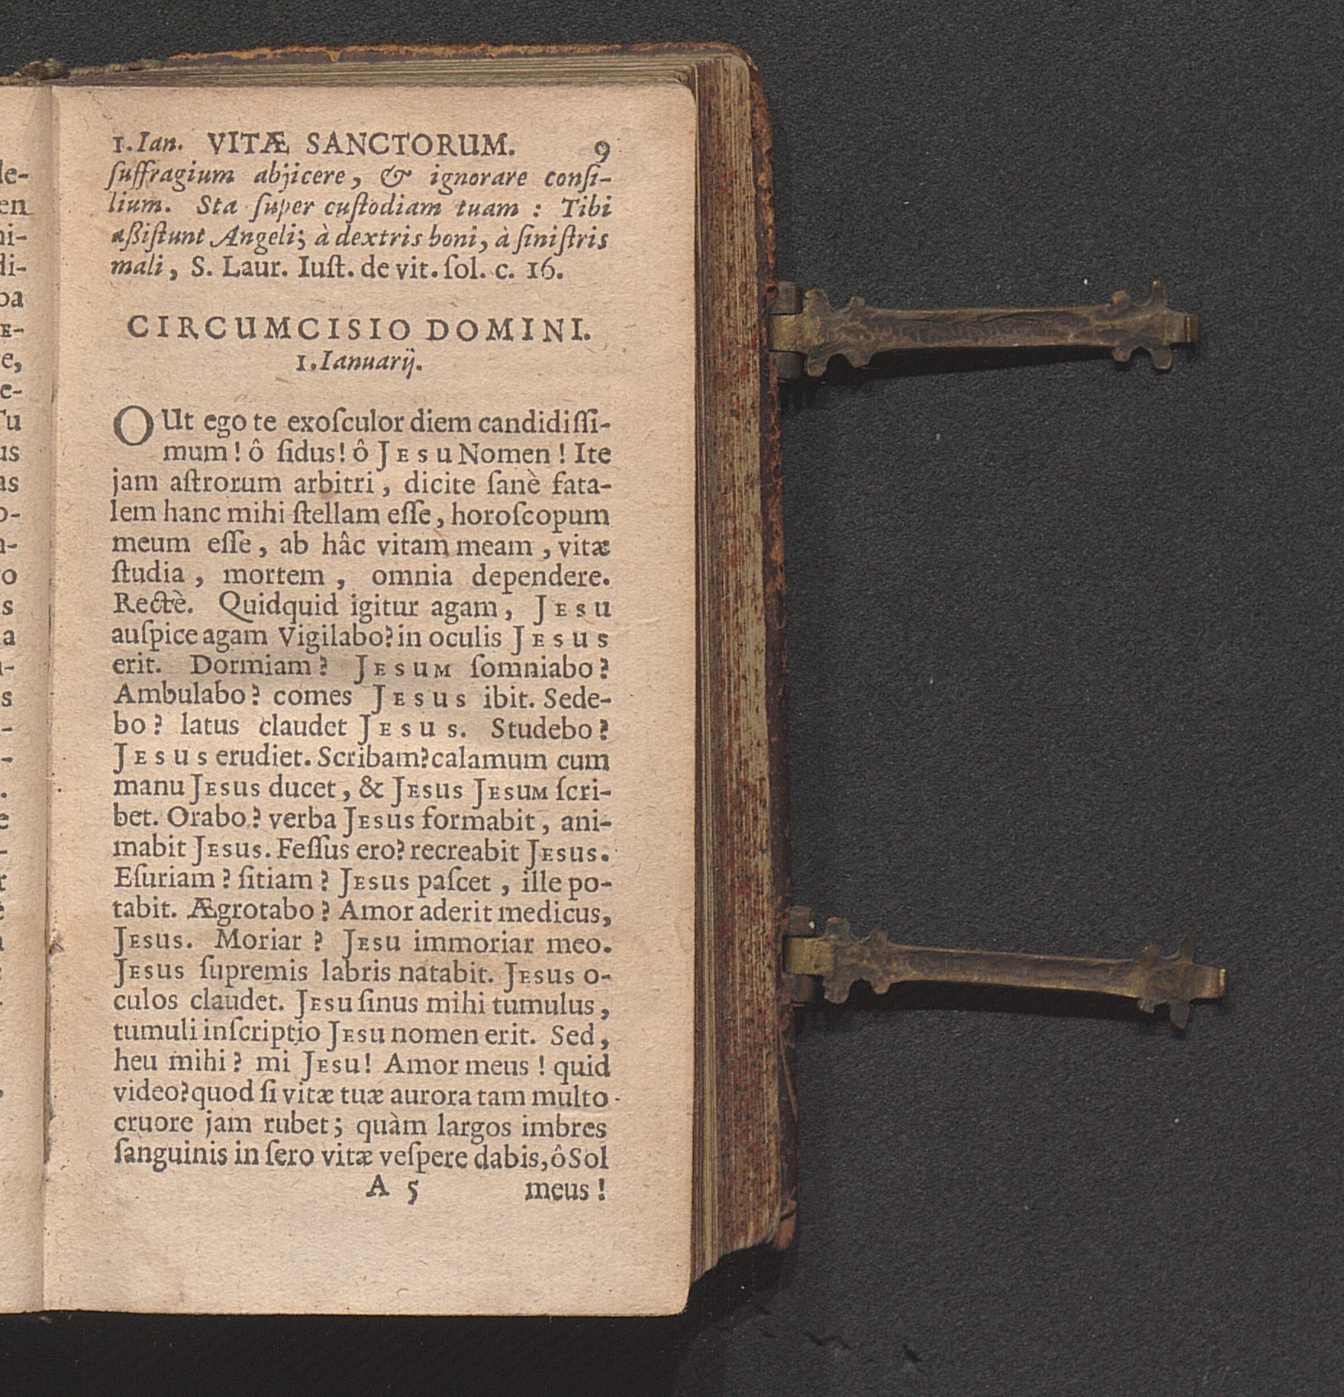 1. Ian. VITÆ SANCTORUM. 9
ſuffragium abjicere, & ignorare conſi-
lium. Sta ſuper cuſtodiam tuam : Tibi
aßiſtunt Angeli; à dextris boni, à ſiniſtris
mali, S. Laur. Iuſt. de vit. ſol. c. 16.
CIRCUMCISIO DOMINI.
1. Ianuarij.
OUt ego te exoſculor diem candidiſſi-
mum! ô ſidus! ô JESu Nomen! Ite
jam aſtrorum arbitri, dicite ſanè fata-
lem hanc mihi ſtellam eſſe, horoſcopum
meum eſſe, ab hâc vitam meam, vitæ
ſtudia, mortem, omnia dependere.
Rectè. Quidquid igitur agam, JESU
auſpice agam Vigilabo? in oculis JESUS
erit. Dormiam? JESUM ſomniabo?
Ambulabo? comes JESUS ibit. Sede-
bo? latus claudet JESUS. Studebo?
JESUS erudiet. Scribam? calamum cum
manu JESUS ducet, & JESUS JESUM ſcri-
bet. Orabo? verba JESUS formabit, ani-
mabit JESUS. Feſſus ero? recreabit JESUS.
Eſuriam? ſitiam? JESUS paſcet, ille po-
tabit. Ægrotabo? Amor aderit medicus,
JESUS. Moriar? JESU immoriar meo.
JESUS ſupremis labris natabit. JESUS o-
culos claudet. JESU ſinus mihi tumulus,
tumuli inſcriptio JESU nomen erit. Sed,
heu mihi? mi JESU! Amor meus! quid
video? quod ſi vitæ tuæ aurora tam multo
cruore jam rubet; quàm largos imbres
ſanguinis in ſero vitæ veſpere dabis, ô Sol
A 5 meus!